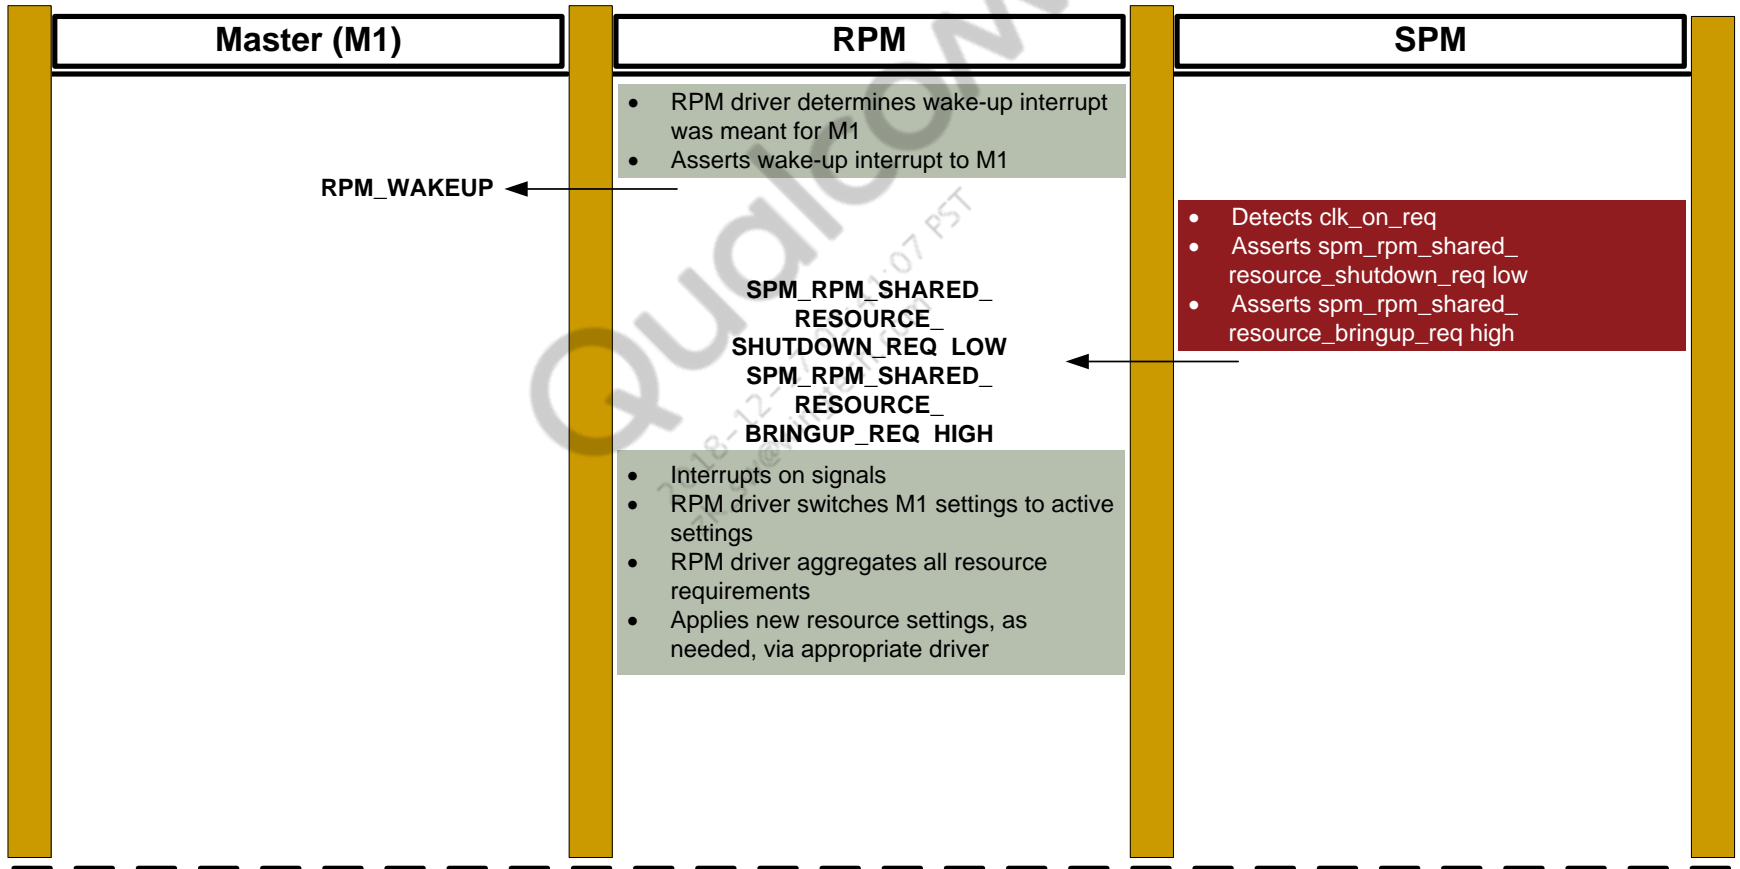 Master (M1)
RPM
SPM
• RPM driver determines wake-up interrupt
was meant for M1
• Asserts wake-up interrupt to M1
RPM_WAKEUP
• Detects clk_on_req
• Asserts spm_rpm_shared_
resource_shutdown_req low
• Asserts spm_rpm_shared_
resource_bringup_req high
SPM_RPM_SHARED_
RESOURCE_
SHUTDOWN_REQ LOW
SPM_RPM_SHARED_
RESOURCE_
BRINGUP_REQ HIGH
• Interrupts on signals
• RPM driver switches M1 settings to active
settings
• RPM driver aggregates all resource
requirements
• Applies new resource settings, as
needed, via appropriate driver
PST